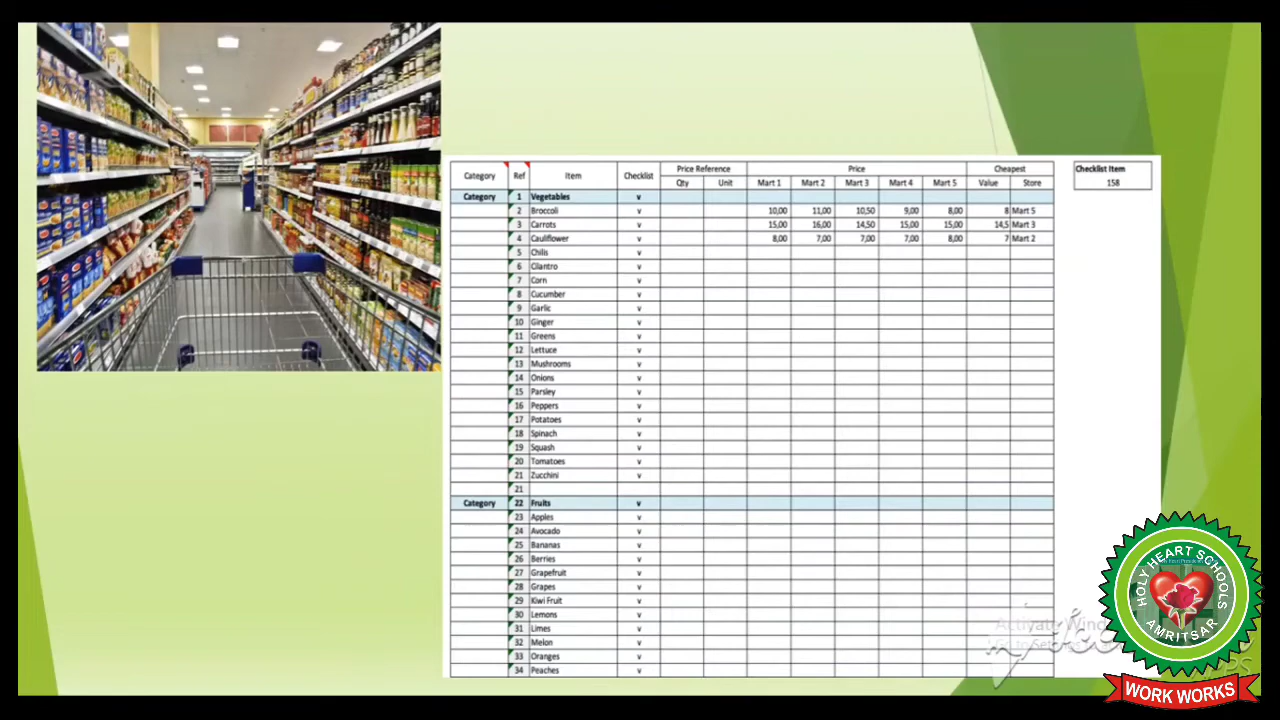 Category Ref Item Checklist Price Reference Price Cheapest Checklist Item
Qty Unit Mart 1 Mart 2 Mart 3 Mart 4 Mart 5 Value Store 158
Category 1 Vegetables v
2 Broccoli v 10,00 11,00 10,50 9,00 8,00 8 Mart 5
3 Carrots v 15,00 16,00 14,50 15,00 15,00 14,5 Mart 3
4 Cauliflower v 8,00 7,00 7,00 7,00 8,00 7 Mart 2
5 Chilis v
6 Cilantro v
7 Corn v
8 Cucumber v
9 Garlic v
10 Ginger v
11 Greens v
12 Lettuce v
13 Mushrooms v
14 Onions v
15 Parsley v
16 Peppers v
17 Potatoes v
18 Spinach v
19 Squash v
20 Tomatoes v
21 Zucchini v
21
Category 22 Fruits v
23 Apples v
24 Avocado v
25 Bananas v
26 Berries v
27 Grapefruit v
28 Grapes v
29 Kiwi Fruit v
30 Lemons v
31 Limes v
32 Melon v
33 Oranges v
34 Peaches v
HOLY HEART SCHOOLS
AMRITSAR
WORK WORKS
Activate Wind
Go to Set